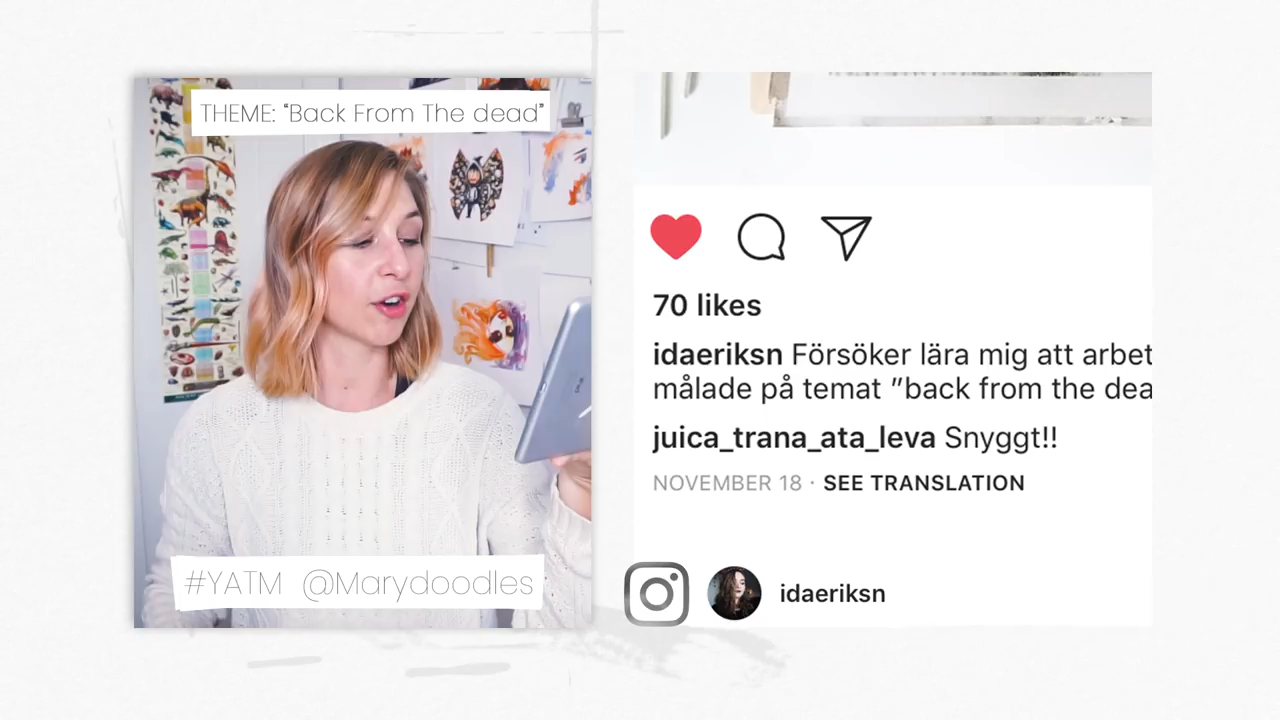 THEME: “Back From The dead”
#YATM @Marydoodles
70 likes
idaeriksn Försöker lära mig att arbet
målade på temat ”back from the dea
juica_trana_ata_leva Snyggt!!
NOVEMBER 18 · SEE TRANSLATION
idaeriksn